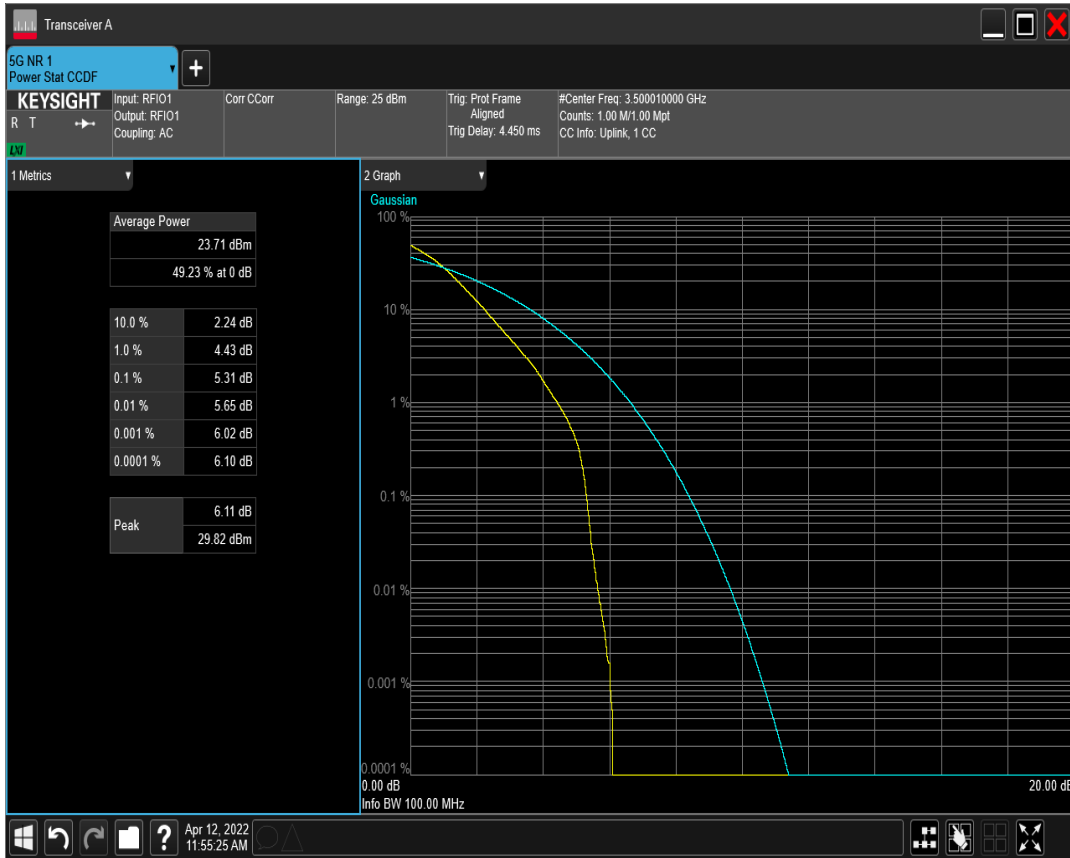 Transceiver A
5G NR 1
Power Stat CCDF
+
KEYSIGHT
R T
LXI
Input: RFIO1
Output: RFIO1
Coupling: AC
Corr CCorr
Range: 25 dBm
Trig: Prot Frame
Aligned
Trig Delay: 4.450 ms
#Center Freq: 3.500010000 GHz
Counts: 1.00 M/1.00 Mpt
CC Info: Uplink, 1 CC
1 Metrics
Average Power
23.71 dBm
49.23 % at 0 dB
10.0 % 2.24 dB
1.0 % 4.43 dB
0.1 % 5.31 dB
0.01 % 5.65 dB
0.001 % 6.02 dB
0.0001 % 6.10 dB
Peak
6.11 dB
29.82 dBm
2 Graph
Gaussian
100 %
10 %
1 %
0.1 %
0.01 %
0.001 %
0.0001 %
0.00 dB
20.00 dB
Info BW 100.00 MHz
?
Apr 12, 2022
11:55:25 AM